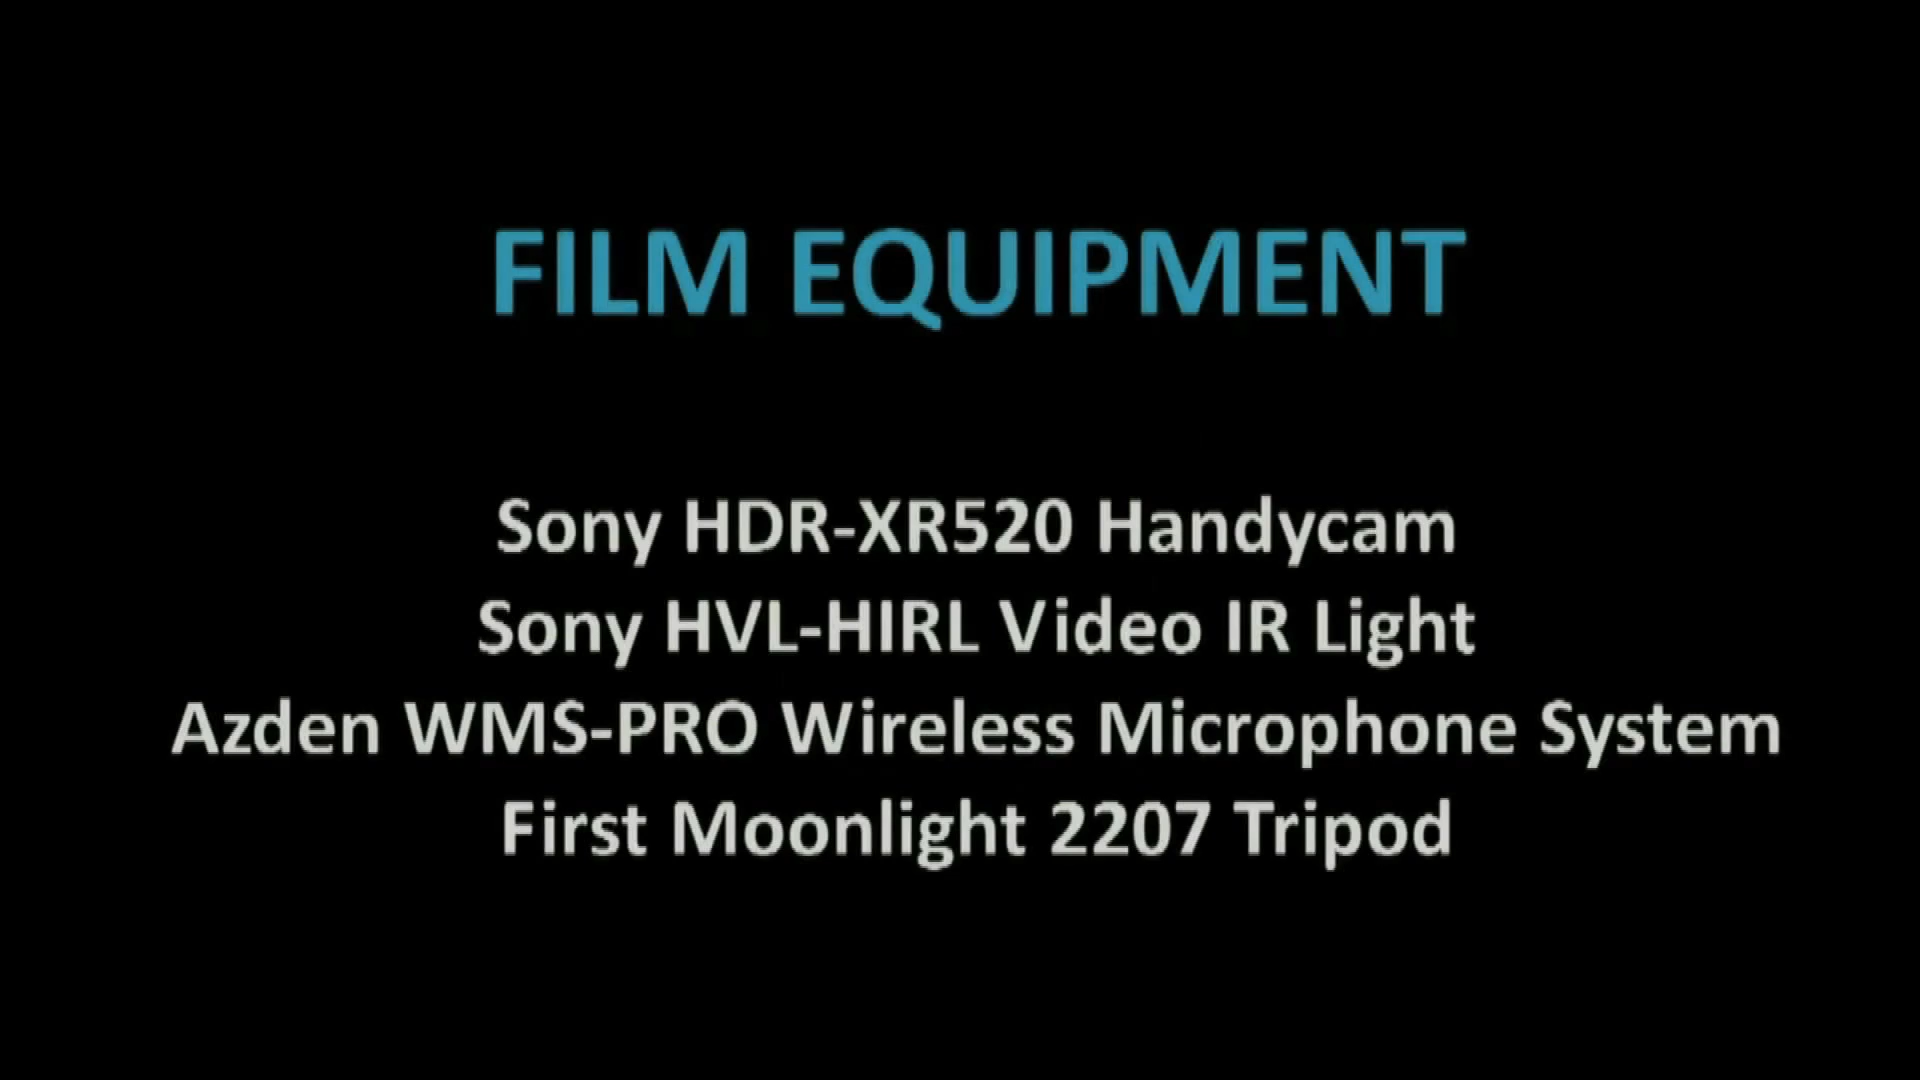 FILM EQUIPMENT
Sony HDR-XR520 Handycam
Sony HVL-HIRL Video IR Light
Azden WMS-PRO Wireless Microphone System
First Moonlight 2207 Tripod